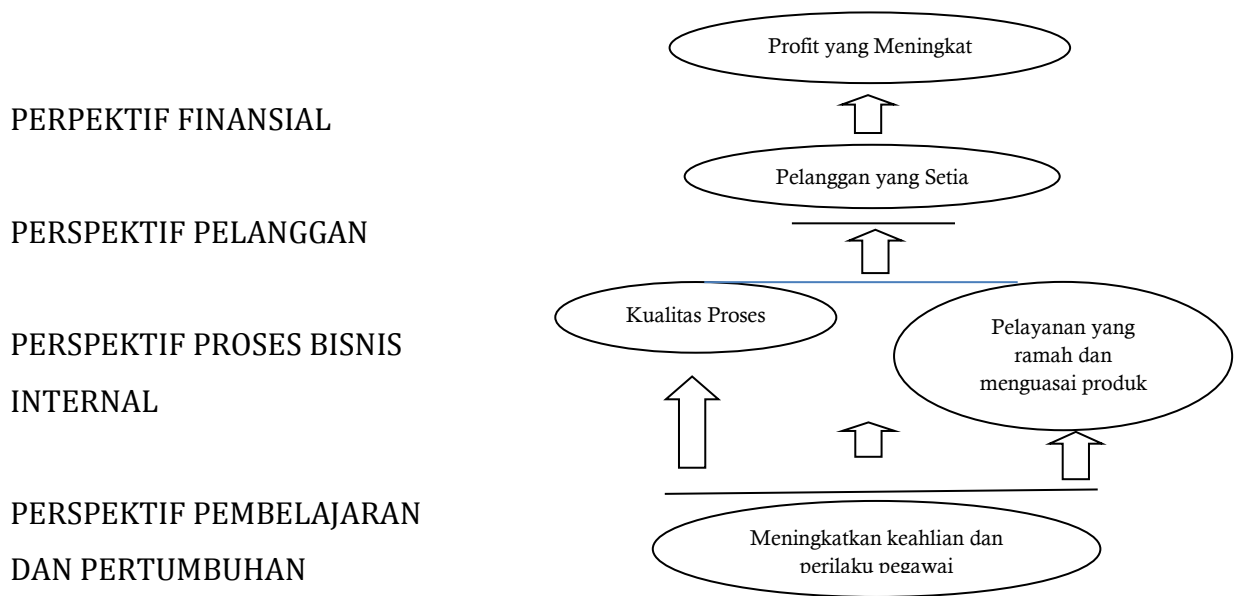 Profit yang Meningkat
PERPEKTIF FINANSIAL
Pelanggan yang Setia
PERSPEKTIF PELANGGAN
Kualitas Proses
Pelayanan yang
ramah dan
menguasai produk
PERSPEKTIF PROSES BISNIS
INTERNAL
PERSPEKTIF PEMBELAJARAN
DAN PERTUMBUHAN
Meningkatkan keahlian dan
perilaku pegawai